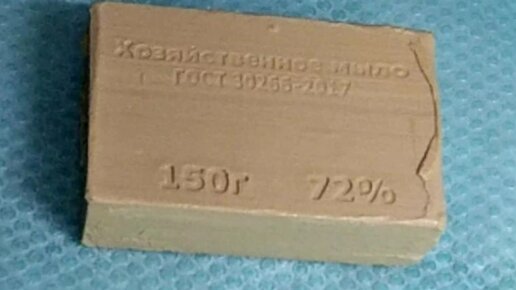 Хозяйственное мыло
ГОСТ 30266-2017
150г 72%